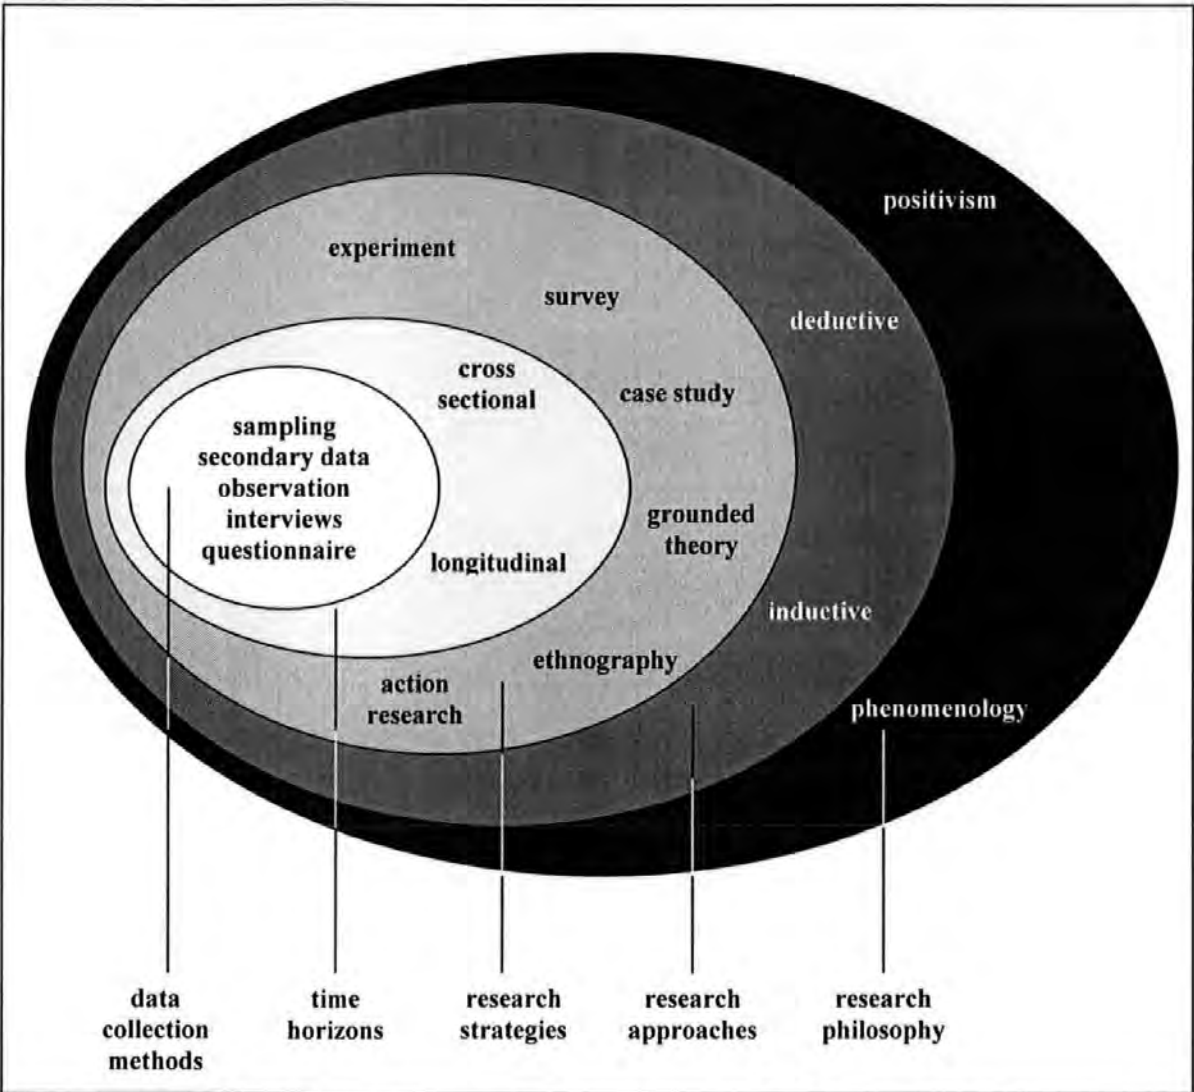 positivism
experiment
survey
deductive
cross
sectional
case study
sampling
secondary data
observation
interviews
questionnaire
grounded
theory
longitudinal
inductive
ethnography
action
research
phenomenology
data
collection
methods
time
horizons
research
strategies
research
approaches
research
philosophy